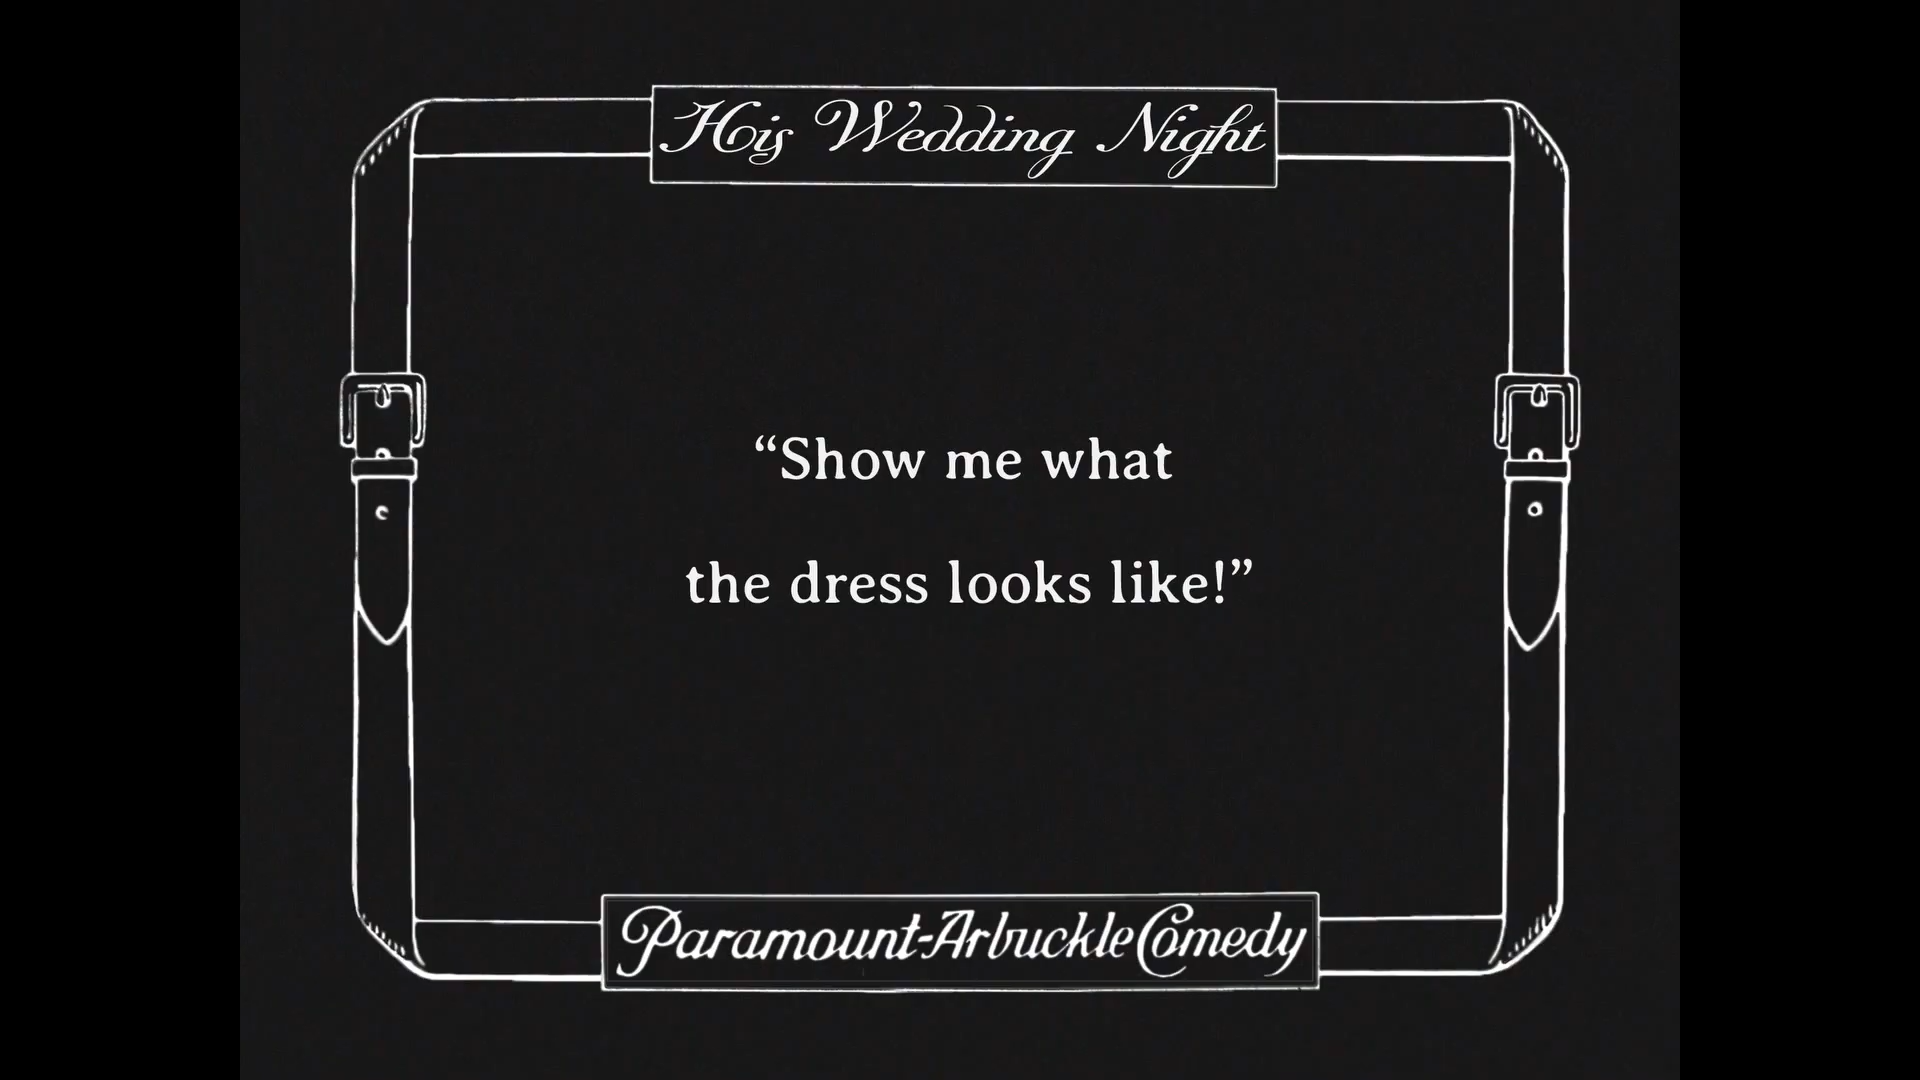 His Wedding Night
“Show me what
the dress looks like!”
Paramount-Arbuckle Comedy